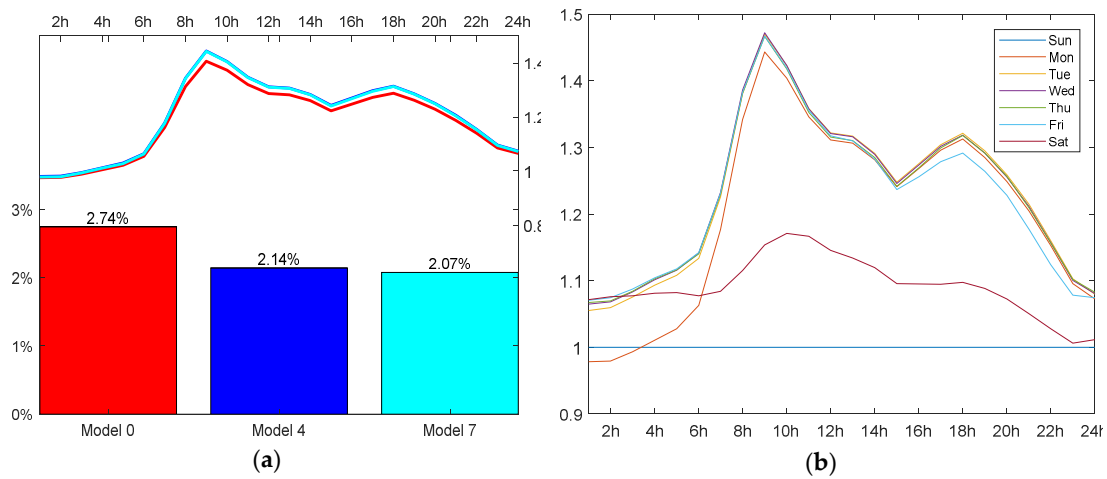 2h 4h 6h 8h 10h 12h 14h 16h 18h 20h 22h 24h
1.4
1.2
1
0.8
3%
2%
1%
0%
2.74%
2.14%
2.07%
Model 0 Model 4 Model 7
(a)
1.5
1.4
1.3
1.2
1.1
1
0.9
Sun
Mon
Tue
Wed
Thu
Fri
Sat
2h 4h 6h 8h 10h 12h 14h 16h 18h 20h 22h 24h
(b)